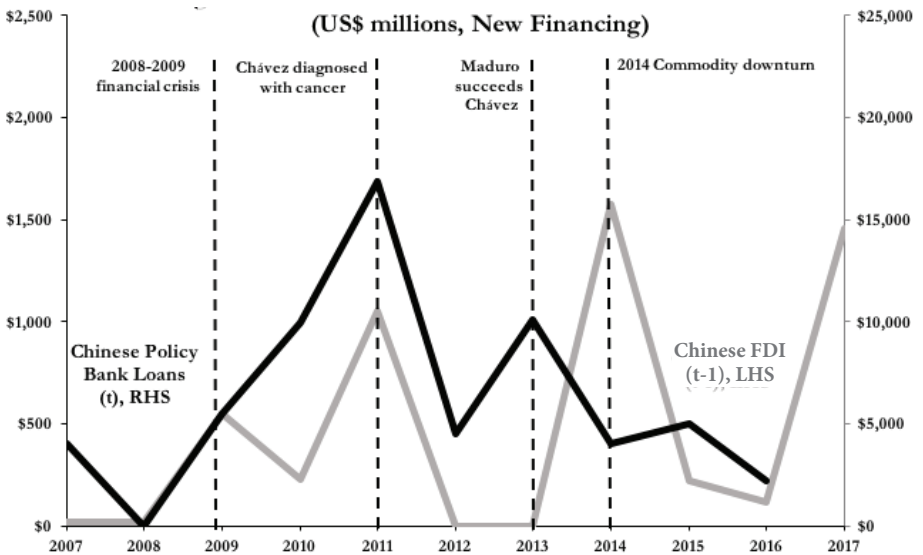 (US$ millions, New Financing)
$2,500
$2,000
$1,500
$1,000
$500
$0
$25,000
$20,000
$15,000
$10,000
$5,000
$0
2008-2009
financial crisis
Chávez diagnosed
with cancer
Maduro
succeeds
Chávez
2014 Commodity downturn
Chinese Policy
Bank Loans
(t), RHS
Chinese FDI
(t-1), LHS
2007 2008 2009 2010 2011 2012 2013 2014 2015 2016 2017